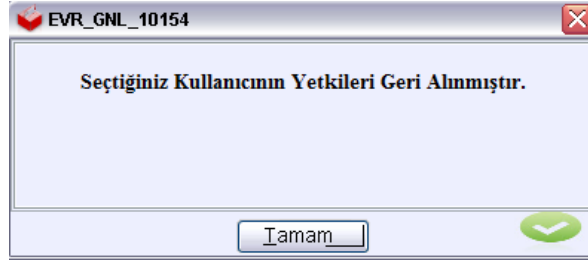 EVR_GNL_10154
Seçtiğiniz Kullanıcının Yetkileri Geri Alınmıştır.
Tamam